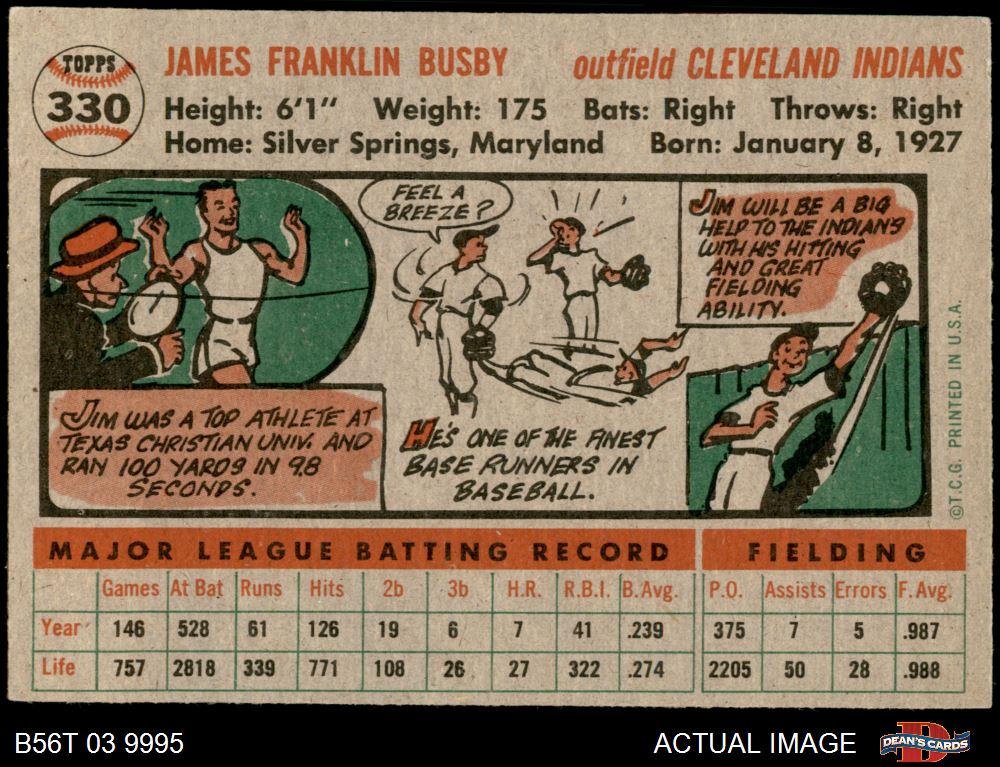 TOPPS
330
JAMES FRANKLIN BUSBY outfield CLEVELAND INDIANS
Height: 6'1" Weight: 175 Bats: Right Throws: Right
Home: Silver Springs, Maryland Born: January 8, 1927
JIM WAS A TOP ATHLETE AT
TEXAS CHRISTIAN UNIV. AND
RAN 100 YARDS IN 9.8
SECONDS.
FEEL A
BREEZE?
HE'S ONE OF THE FINEST
BASE RUNNERS IN
BASEBALL.
JIM WILL BE A BIG
HELP TO THE INDIANS
WITH HIS HITTING
AND GREAT
FIELDING
ABILITY.
©T.C.G. PRINTED IN U.S.A.
MAJOR LEAGUE BATTING RECORD FIELDING
Games At Bat Runs Hits 2b 3b H.R. R.B.I. B.Avg. P.O. Assists Errors F.Avg.
Year 146 528 61 126 19 6 7 41 .239 375 7 5 .987
Life 757 2818 339 771 108 26 27 322 .274 2205 50 28 .988
B56T 03 9995 ACTUAL IMAGE DEAN'S CARDS